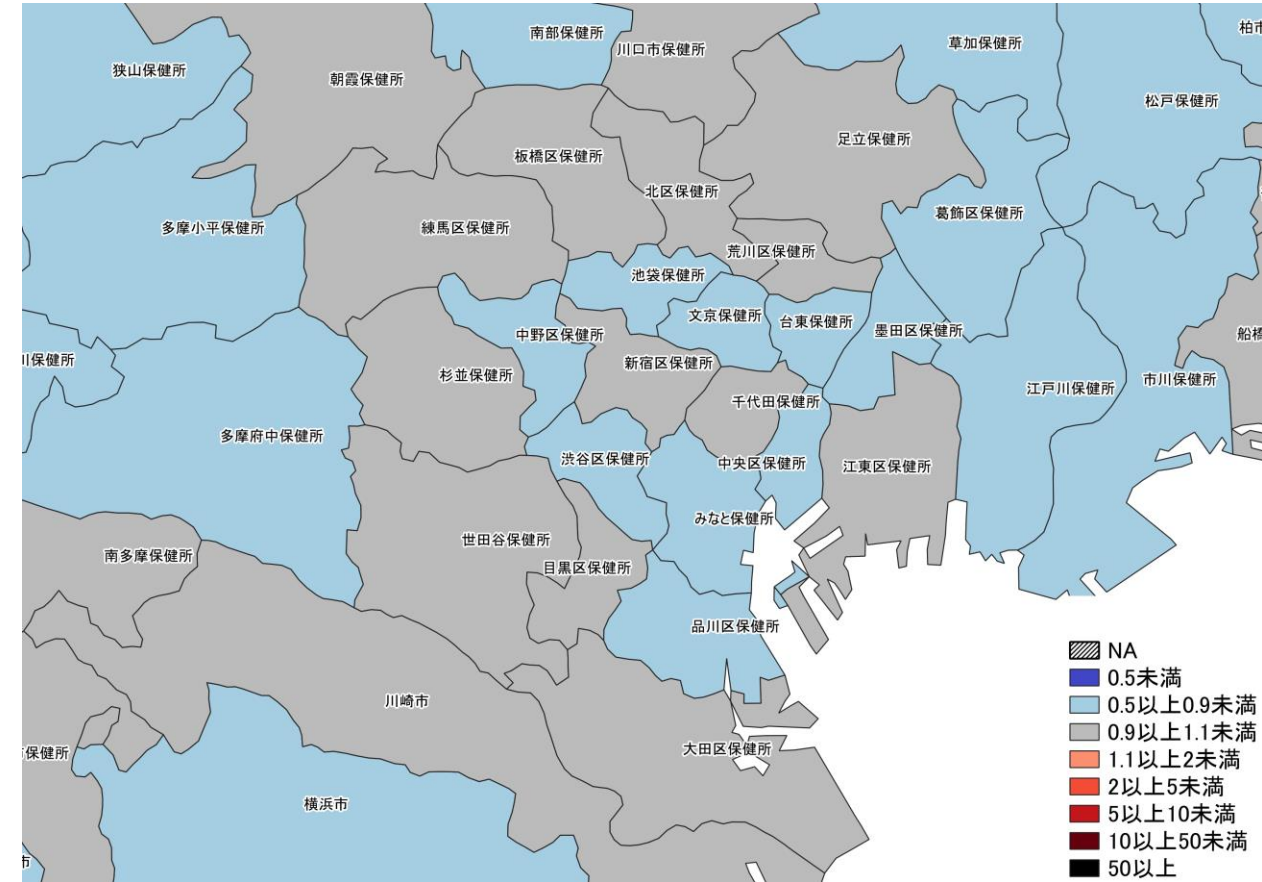 南部保健所
川口市保健所
草加保健所
柏市
狭山保健所
朝霞保健所
松戸保健所
足立保健所
板橋区保健所
北区保健所
葛飾区保健所
多摩小平保健所
練馬区保健所
荒川区保健所
池袋保健所
文京保健所
台東保健所
墨田区保健所
中野区保健所
船橋
川保健所
新宿区保健所
杉並保健所
市川保健所
江戸川保健所
千代田保健所
多摩府中保健所
渋谷区保健所
中央区保健所
江東区保健所
みなと保健所
世田谷保健所
南多摩保健所
目黒区保健所
品川区保健所
川崎市
大田区保健所
保健所
横浜市
市
NA
0.5未満
0.5以上0.9未満
0.9以上1.1未満
1.1以上2未満
2以上5未満
5以上10未満
10以上50未満
50以上